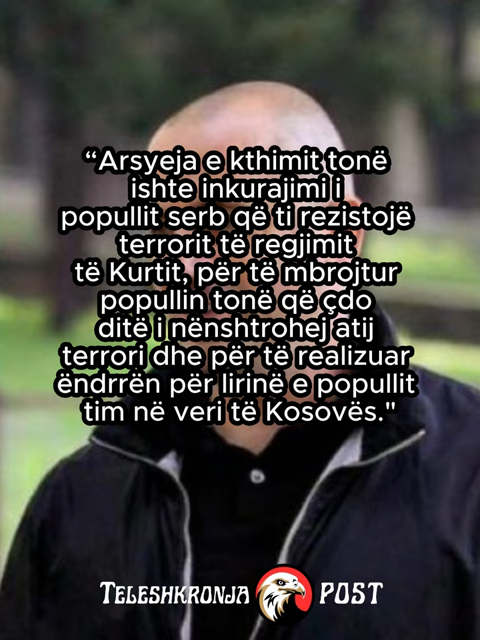 “Arsyeja e kthimit tonë
ishte inkurajimi i
popullit serb që ti rezistojë
terrorit të regjimit
të Kurtit, për të mbrojtur
popullin tonë që çdo
ditë i nënshtrohej atij
terrori dhe për të realizuar
ëndrrën për lirinë e popullit
tim në veri të Kosovës."
TELESHKRONJA POST